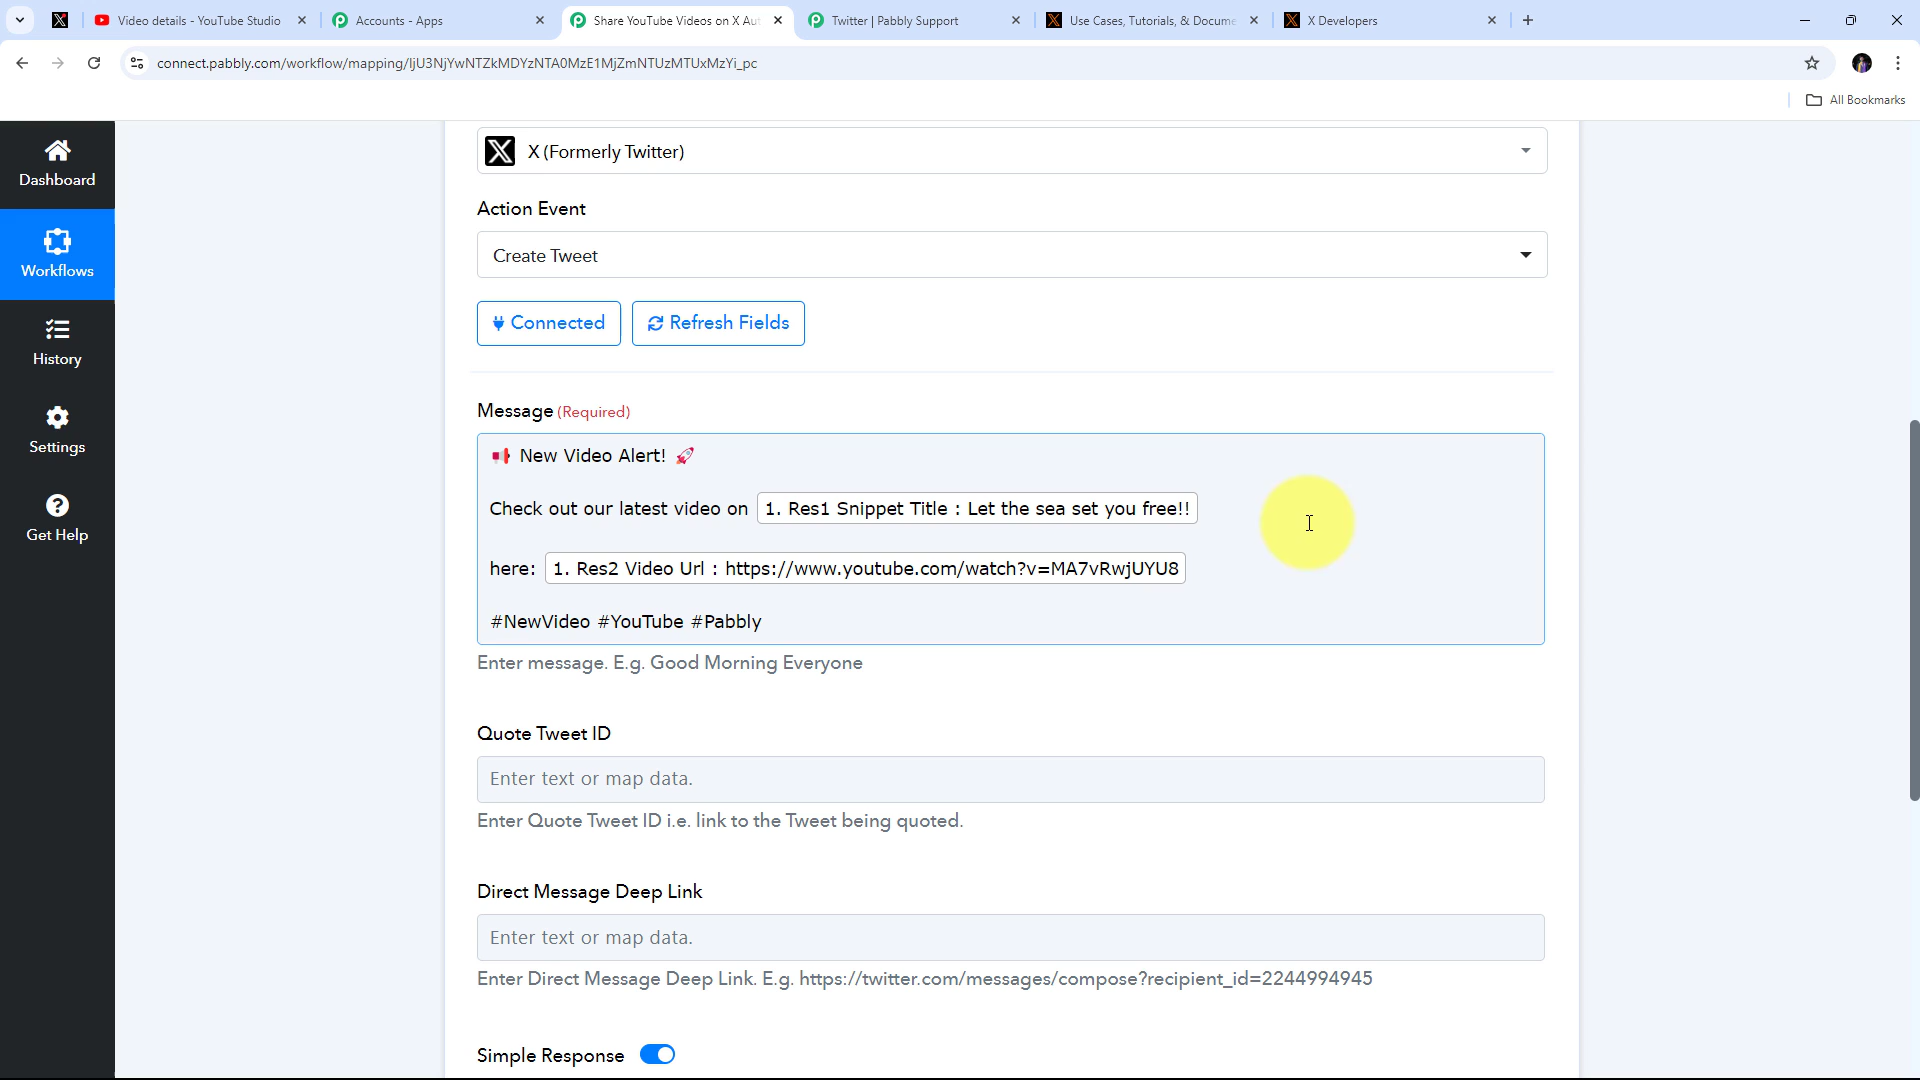 Video details - YouTube Studio
Accounts - Apps
Share YouTube Videos on X Aut
Twitter | Pabbly Support
Use Cases, Tutorials, & Docume
X Developers
connect.pabbly.com/workflow/mapping/IjU3NjYwNTZkMDYzNTA0MzE1MjZmNTUzMTUxMzYi_pc
All Bookmarks
Dashboard
Workflows
History
Settings
Get Help
X (Formerly Twitter)
Action Event
Create Tweet
Connected
Refresh Fields
Message (Required)
📢 New Video Alert! 🚀
Check out our latest video on 1. Res1 Snippet Title : Let the sea set you free!!
here: 1. Res2 Video Url : https://www.youtube.com/watch?v=MA7vRwjUYU8
#NewVideo #YouTube #Pabbly
Enter message. E.g. Good Morning Everyone
Quote Tweet ID
Enter text or map data.
Enter Quote Tweet ID i.e. link to the Tweet being quoted.
Direct Message Deep Link
Enter text or map data.
Enter Direct Message Deep Link. E.g. https://twitter.com/messages/compose?recipient_id=2244994945
Simple Response